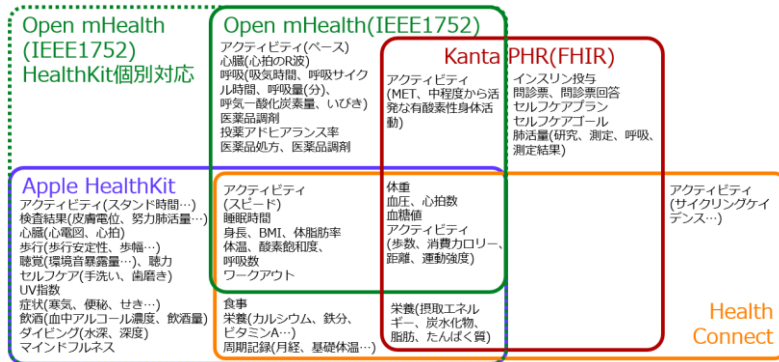 Open mHealth
(IEEE1752)
HealthKit個別対応
Open mHealth(IEEE1752)
アクティビティ(ペース)
心臓(心拍のR波)
呼吸(吸気時間、呼吸サイク
ル時間、呼吸量(分)、
呼気一酸化炭素量、いびき)
医薬品調剤
投薬アドヒアランス率
医薬品処方、医薬品調剤
Kanta PHR(FHIR)
アクティビティ
(MET、中程度から活
発な有酸素性身体活
動)
インスリン投与
問診票、問診票回答
セルフケアプラン
セルフケアゴール
肺活量(研究、測定、呼吸、
測定結果)
Apple HealthKit
アクティビティ(スタンド時間…)
検査結果(皮膚電位、努力肺活量…)
心臓(心電図、心拍)
歩行(歩行安定性、歩幅…)
聴覚(環境音暴露量…)、聴力
セルフケア(手洗い、歯磨き)
UV指数
症状(寒気、便秘、せき…)
飲酒(血中アルコール濃度、飲酒量)
ダイビング(水深、深度)
マインドフルネス
アクティビティ
(スピード)
睡眠時間
身長、BMI、体脂肪率
体温、酸素飽和度、
呼吸数
ワークアウト
体重
血圧、心拍数
血糖値
アクティビティ
(歩数、消費カロリー、
距離、運動強度)
アクティビティ
(サイクリングケイ
デンス…)
食事
栄養(カルシウム、鉄分、
ビタミンA…)
周期記録(月経、基礎体温…)
栄養(摂取エネル
ギー、炭水化物、
脂肪、たんぱく質)
Health
Connect